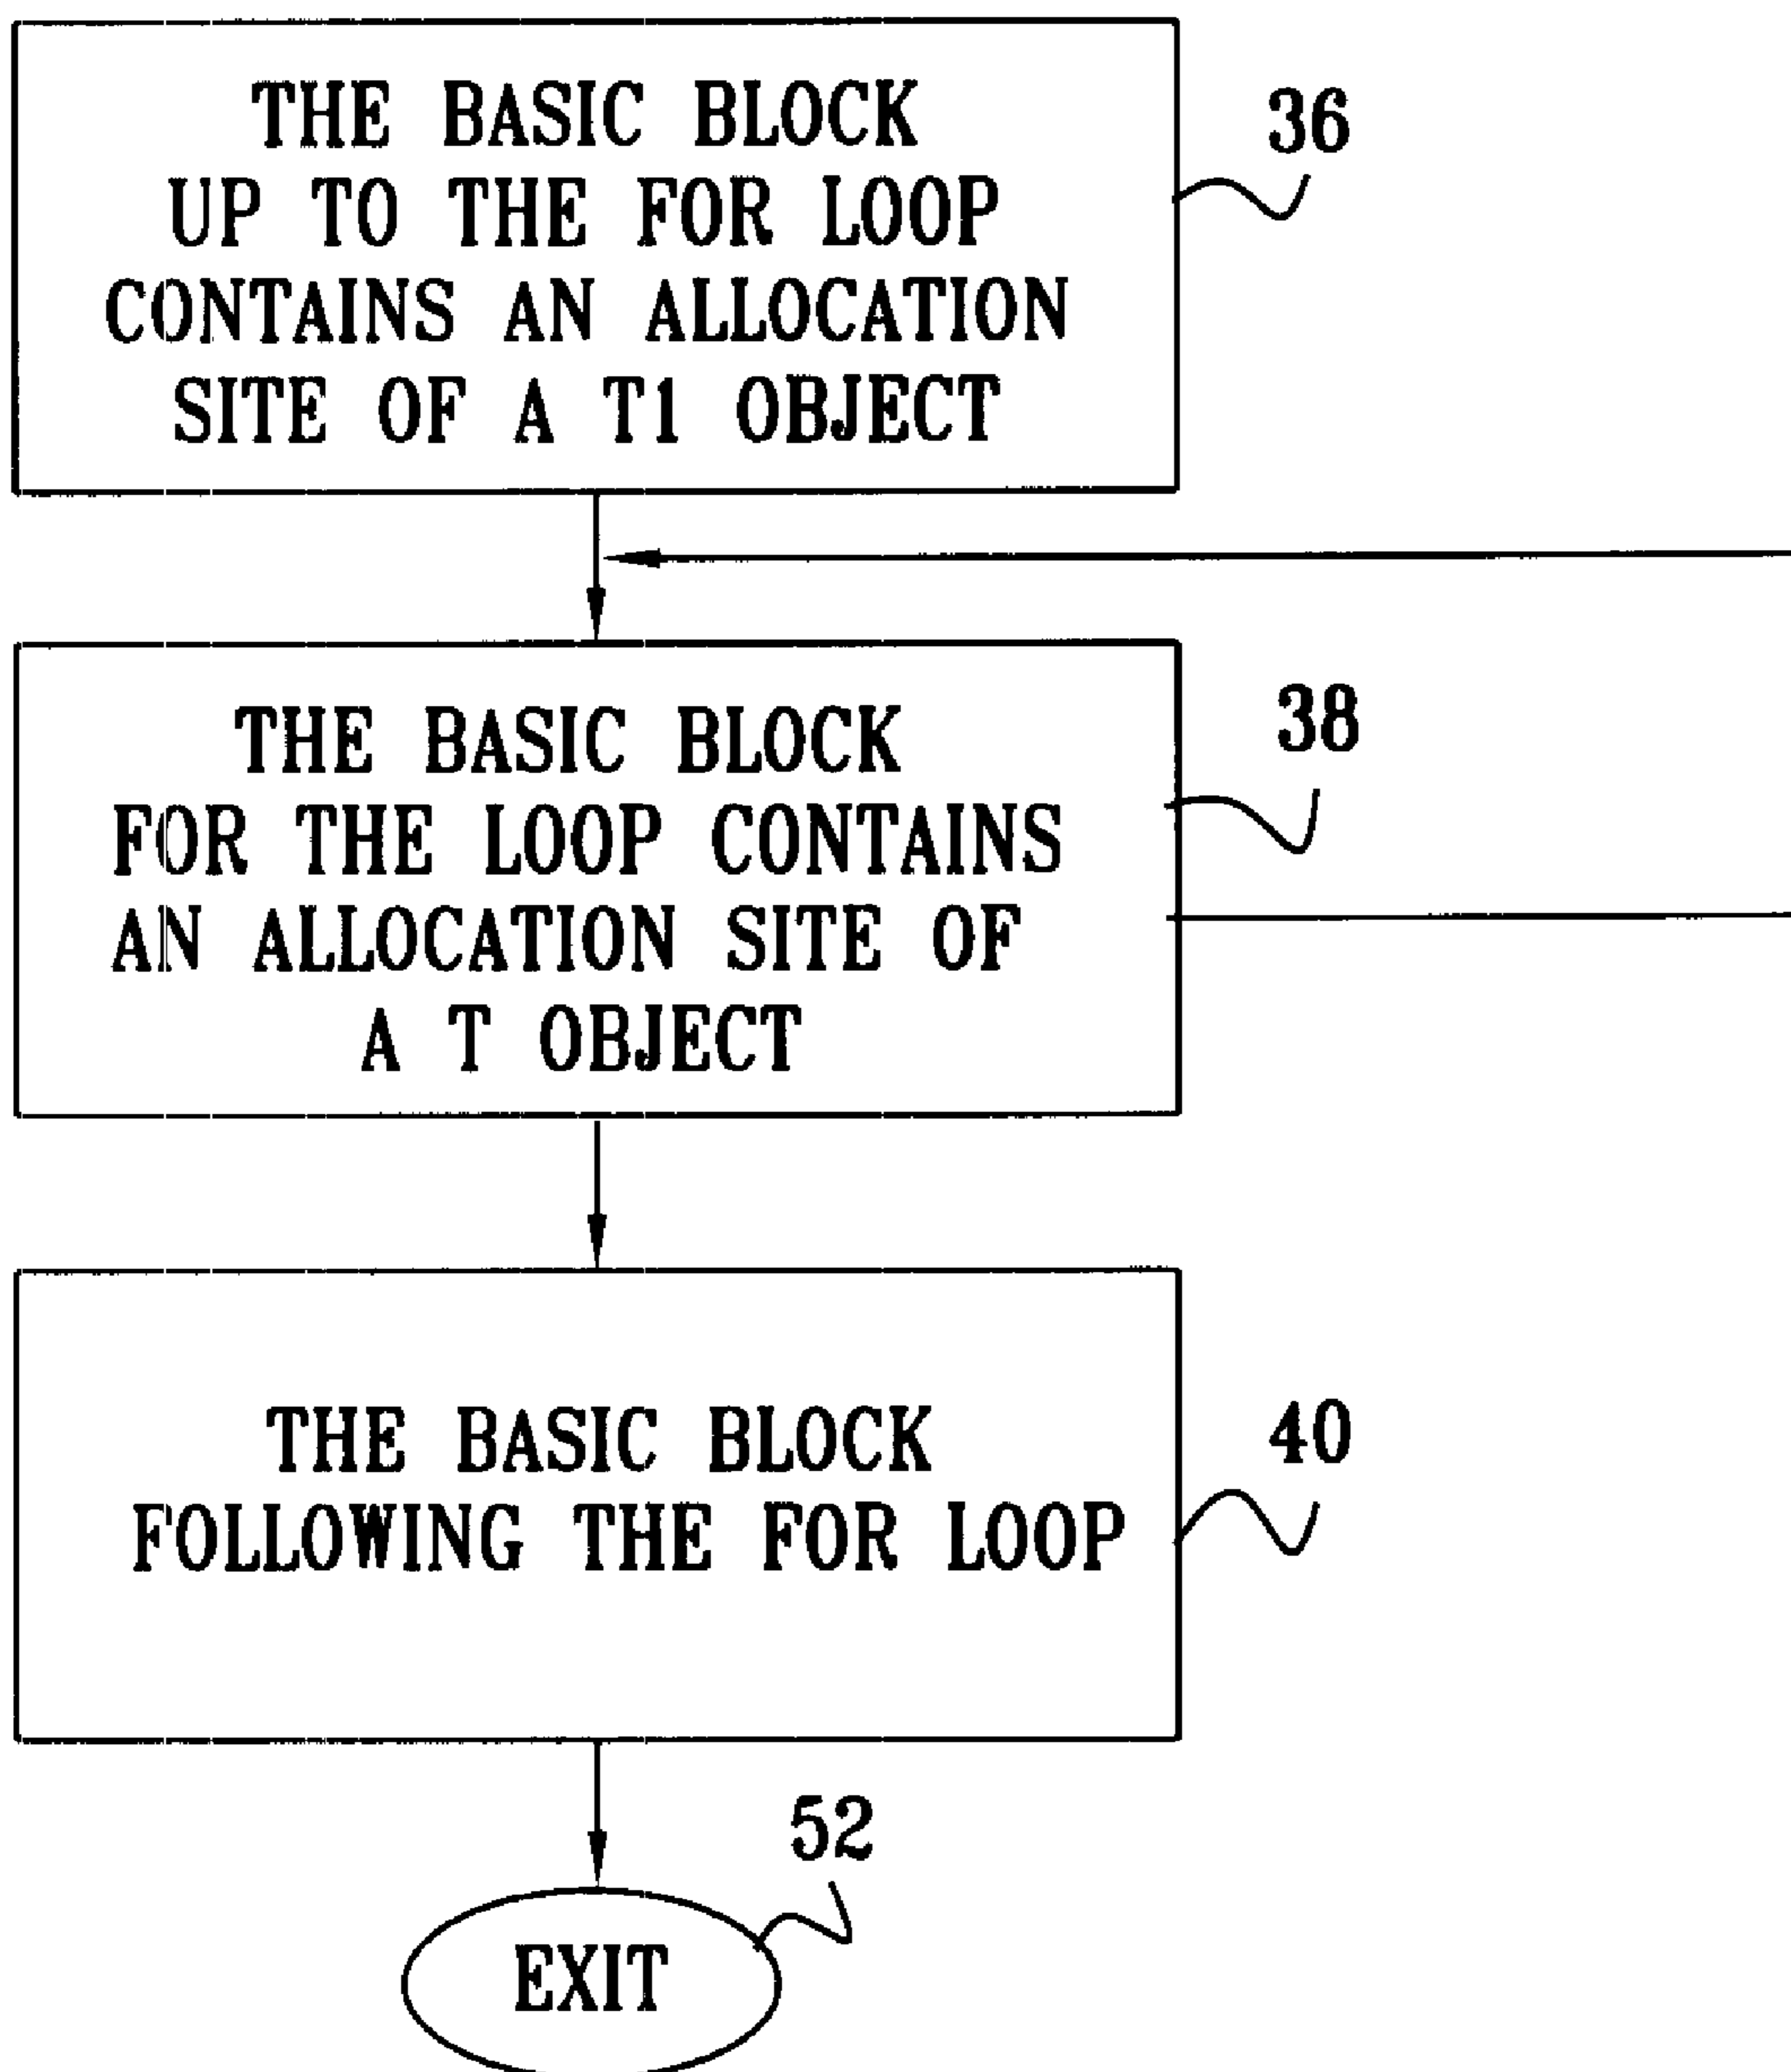 THE BASIC BLOCK
UP TO THE FOR LOOP
CONTAINS AN ALLOCATION
SITE OF A T1 OBJECT
36
THE BASIC BLOCK
FOR THE LOOP CONTAINS
AN ALLOCATION SITE OF
A T OBJECT
38
THE BASIC BLOCK
FOLLOWING THE FOR LOOP
40
52
EXIT